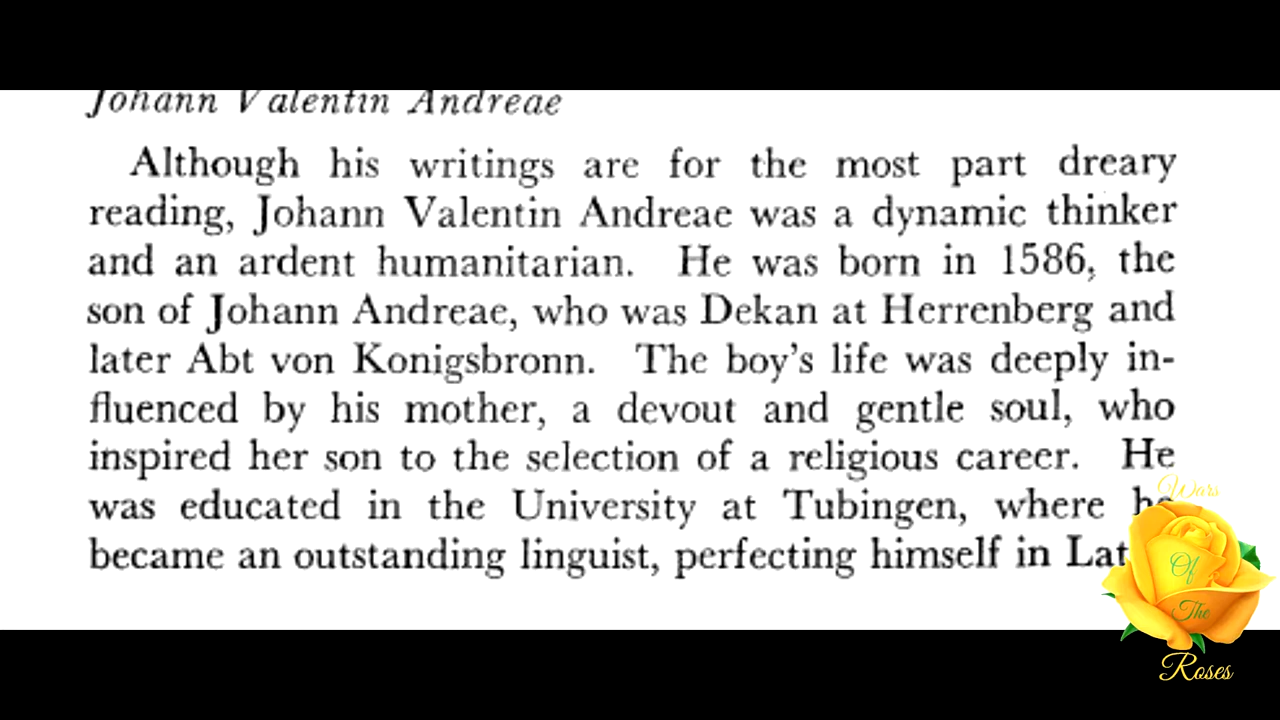 Johann Valentin Andreae
Although his writings are for the most part dreary
reading, Johann Valentin Andreae was a dynamic thinker
and an ardent humanitarian. He was born in 1586, the
son of Johann Andreae, who was Dekan at Herrenberg and
later Abt von Konigsbronn. The boy's life was deeply in-
fluenced by his mother, a devout and gentle soul, who
inspired her son to the selection of a religious career. He
was educated in the University at Tubingen, where he
became an outstanding linguist, perfecting himself in
Wars
Of
The
Roses